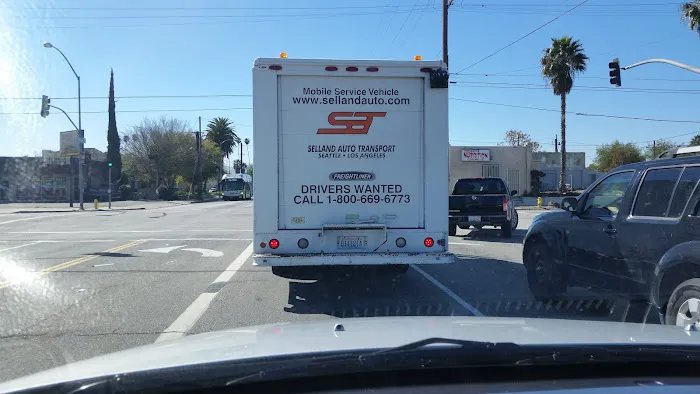 Mobile Service Vehicle
www.sellandauto.com
SAT
SELLAND AUTO TRANSPORT
SEATTLE • LOS ANGELES
FREIGHTLINER
DRIVERS WANTED
CALL 1-800-669-6773